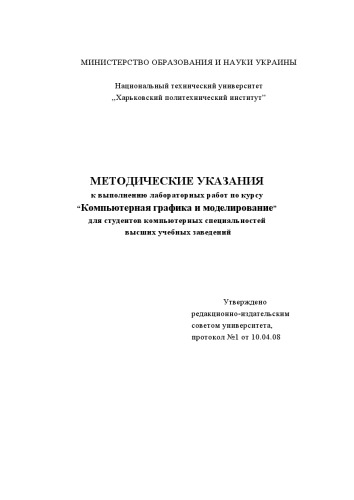 МИНИСТЕРСТВО ОБРАЗОВАНИЯ И НАУКИ УКРАИНЫ
Национальный технический университет
„Харьковский политехнический институт”
МЕТОДИЧЕСКИЕ УКАЗАНИЯ
к выполнению лабораторных работ по курсу
“Компьютерная графика и моделирование”
для студентов компьютерных специальностей
высших учебных заведений
Утверждено
редакционно-издательским
советом университета,
протокол №1 от 10.04.08